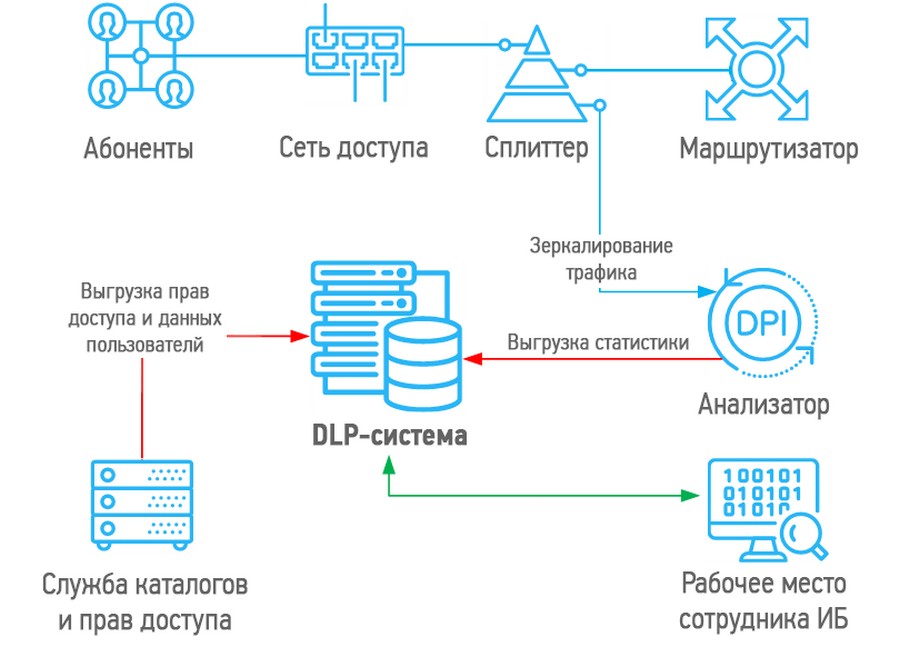 Абоненты
Сеть доступа
Сплиттер
Маршрутизатор
Зеркалирование
трафика
Выгрузка прав
доступа и данных
пользователей
DPI
Выгрузка статистики
Анализатор
DLP-система
100101
010101
01010
Служба каталогов
и прав доступа
Рабочее место
сотрудника ИБ